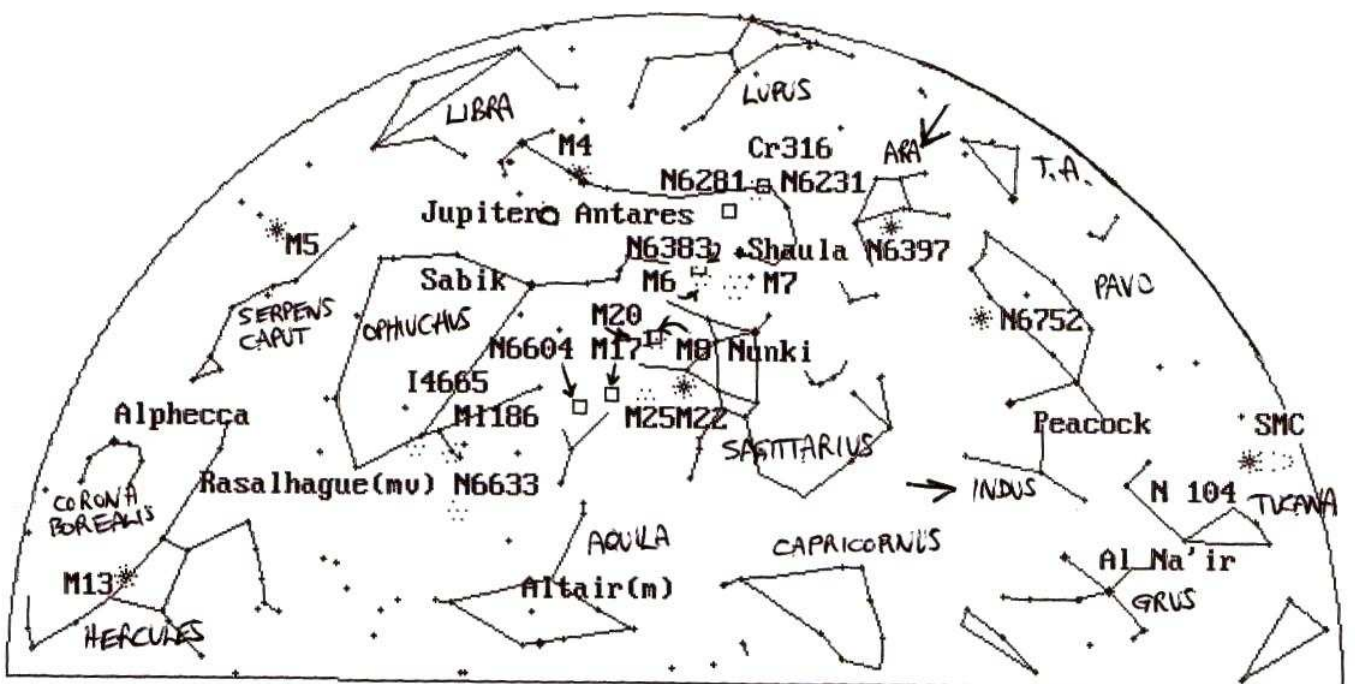 LIBRA
LUPUS
M4
Cr316
ARA
T.A.
N6281
N6231
Jupiter
Antares
M5
N6383
Shaula
N6397
Sabik
M6
M7
PAVO
SERPENS
CAPUT
OPHIUCHUS
M20
N6752
N6604
M17
M8
Nunki
I4665
Alphecca
M1186
M25M22
Peacock
SMC
SAGITTARIUS
Rasalhague(mv)
N6633
INDUS
N 104
TUCANA
CORONA
BOREALIS
AQUILA
CAPRICORNUS
M13
Altair(m)
Al Na'ir
GRUS
HERCULES